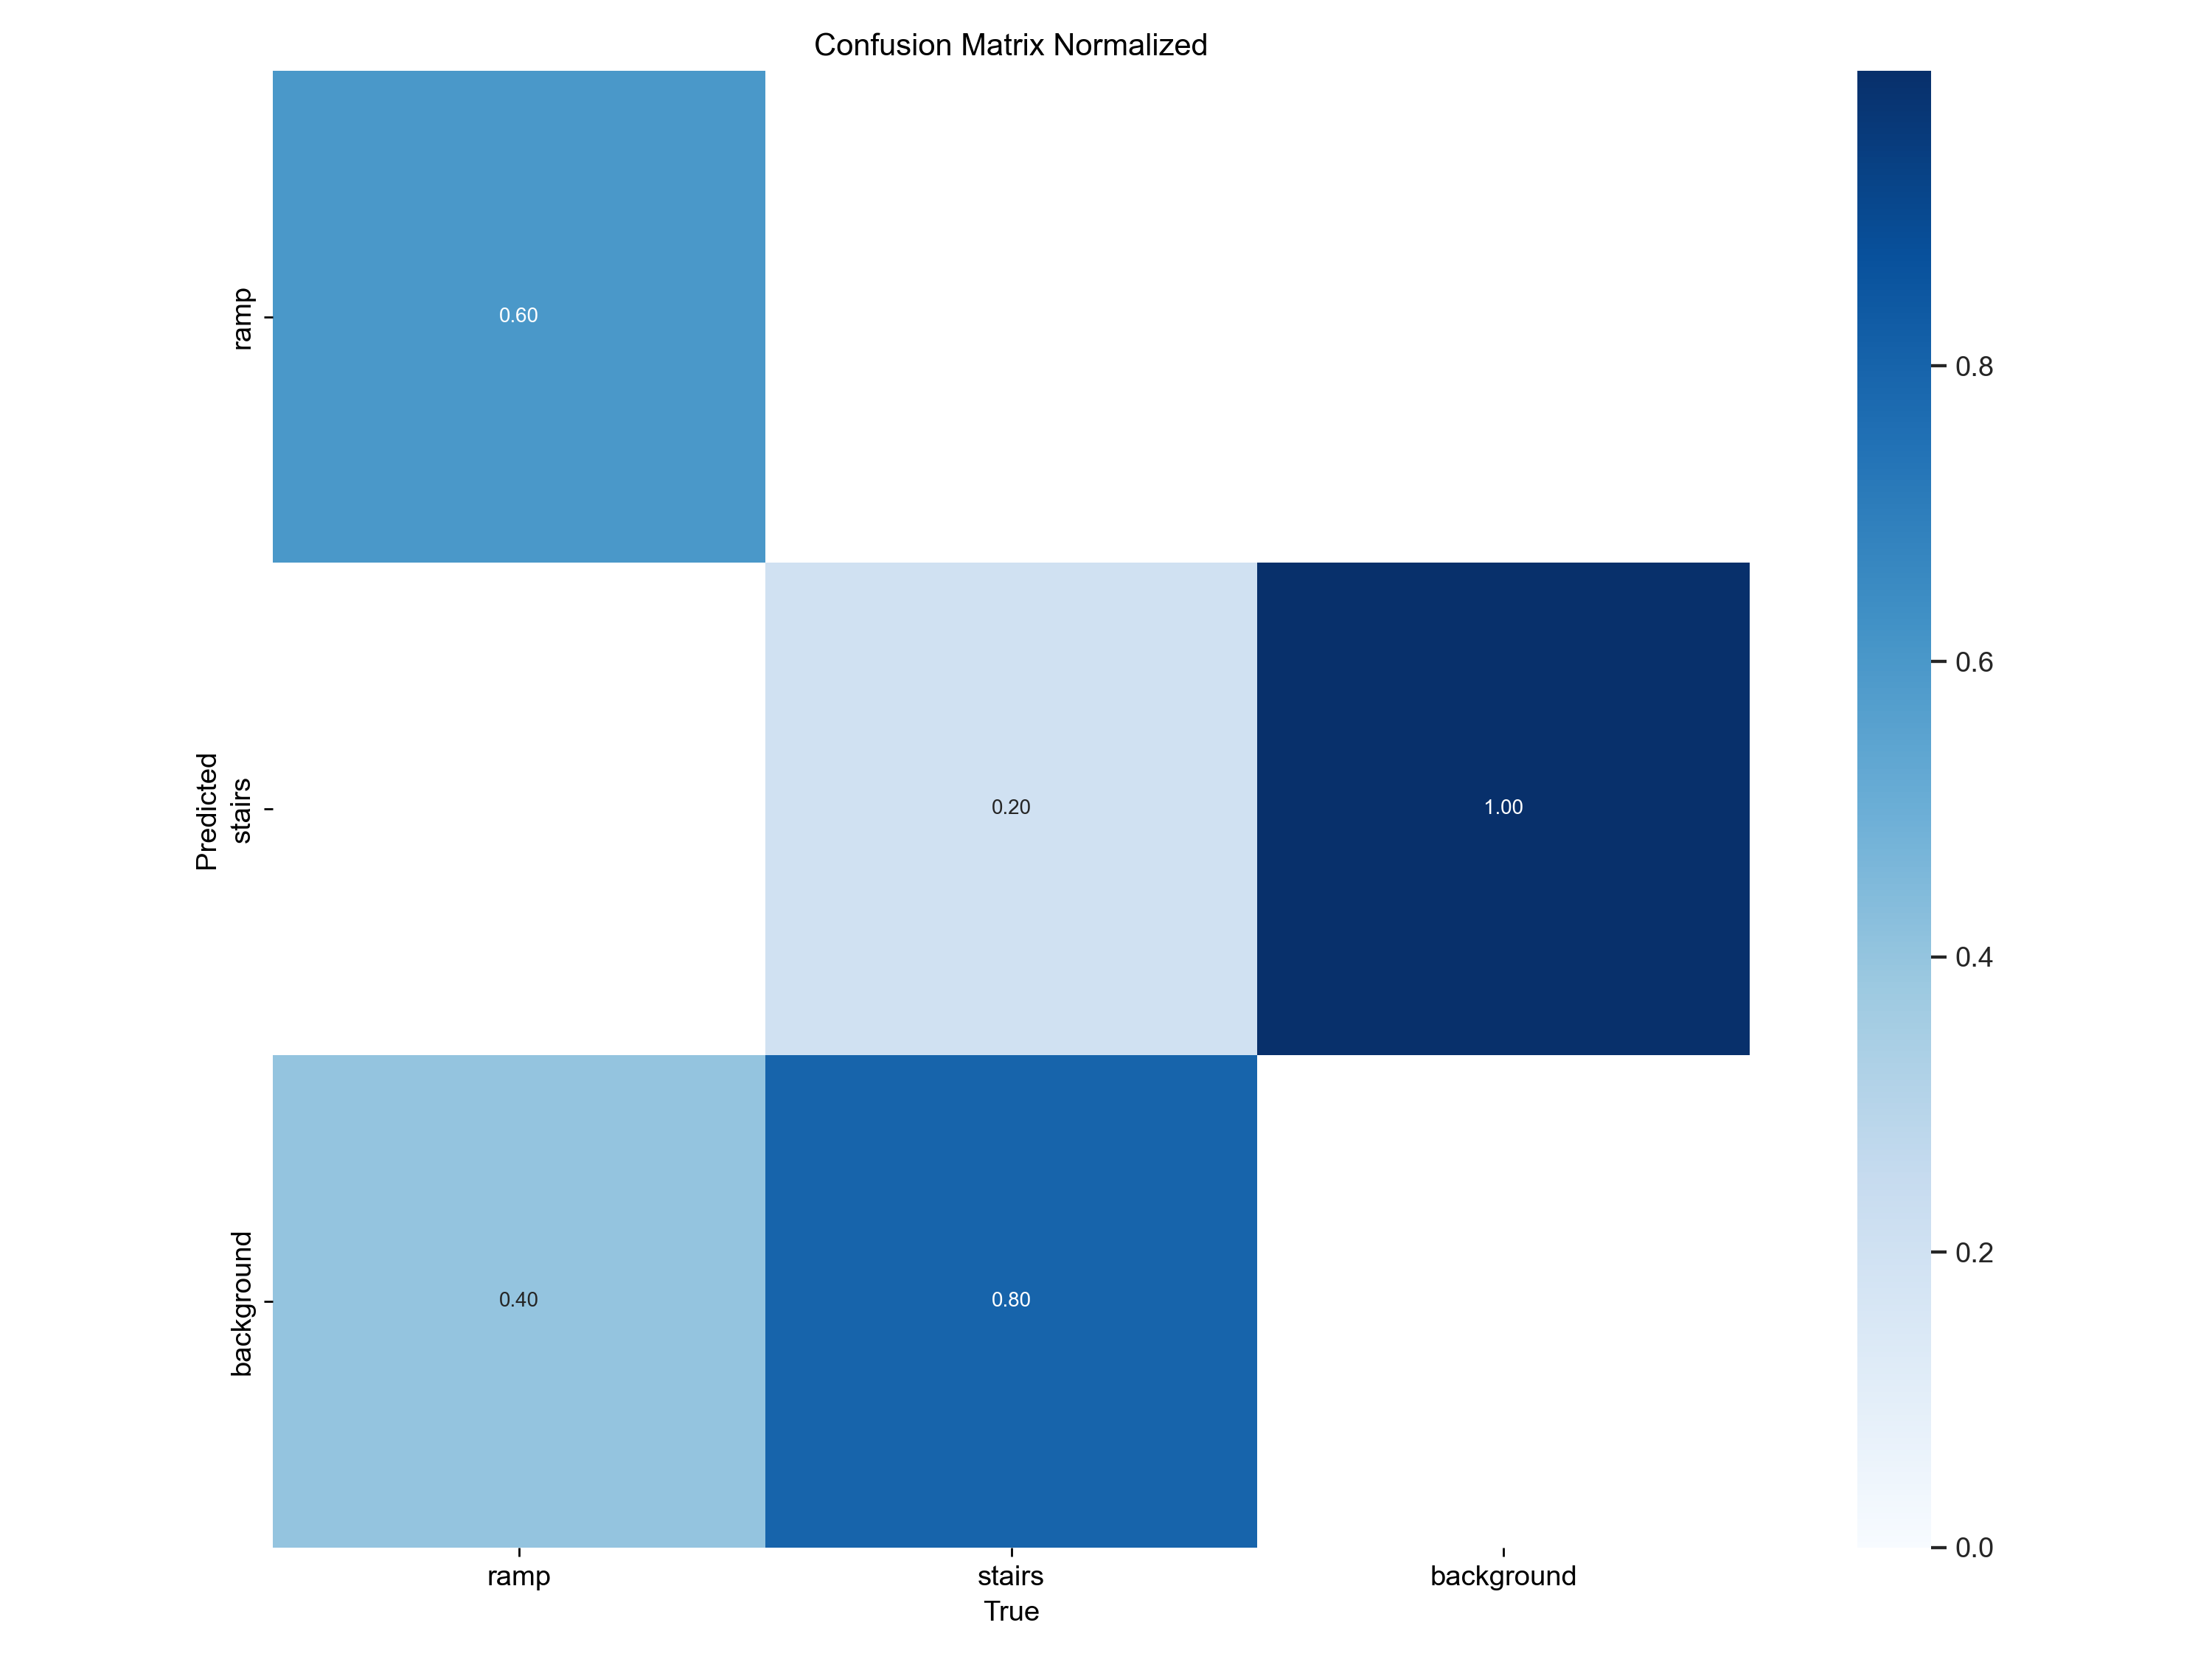 Confusion Matrix Normalized
ramp
0.60
Predicted
stairs
0.20
1.00
background
0.40
0.80
ramp
stairs
background
True
0.8
0.6
0.4
0.2
0.0